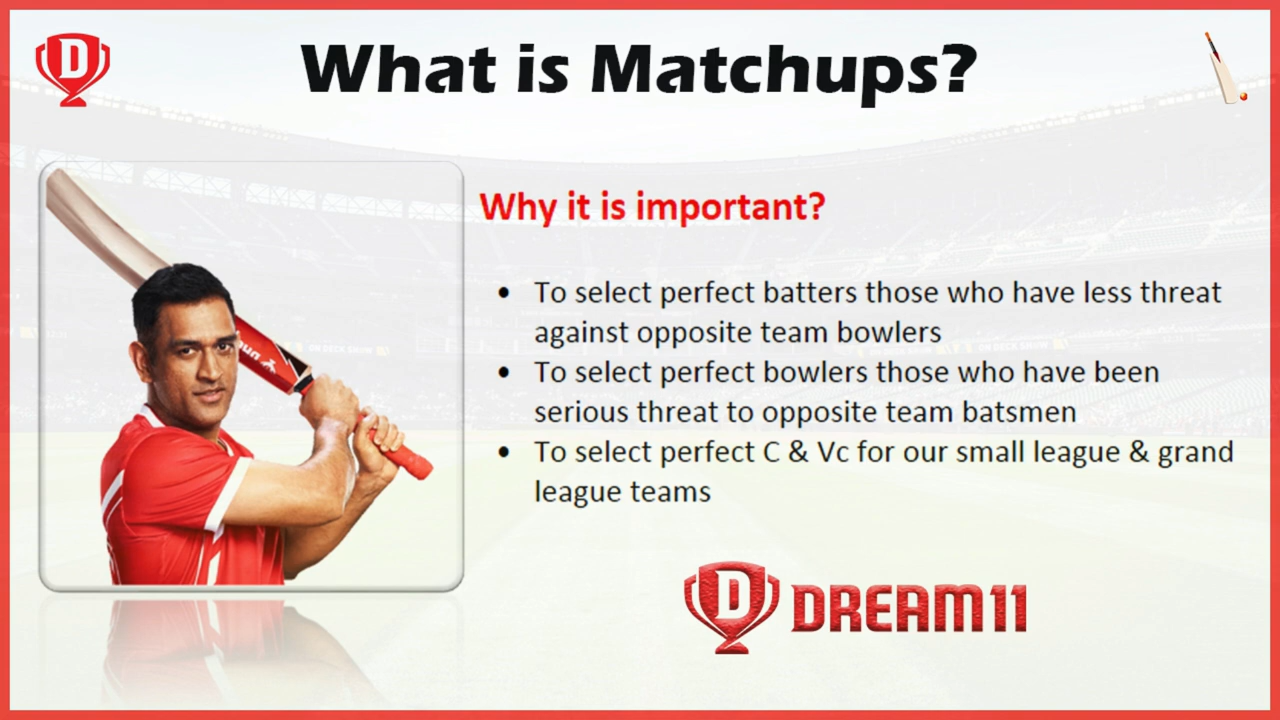 D
What is Matchups?
Why it is important?
• To select perfect batters those who have less threat
against opposite team bowlers
• To select perfect bowlers those who have been
serious threat to opposite team batsmen
• To select perfect C & Vc for our small league & grand
league teams
D DREAM11